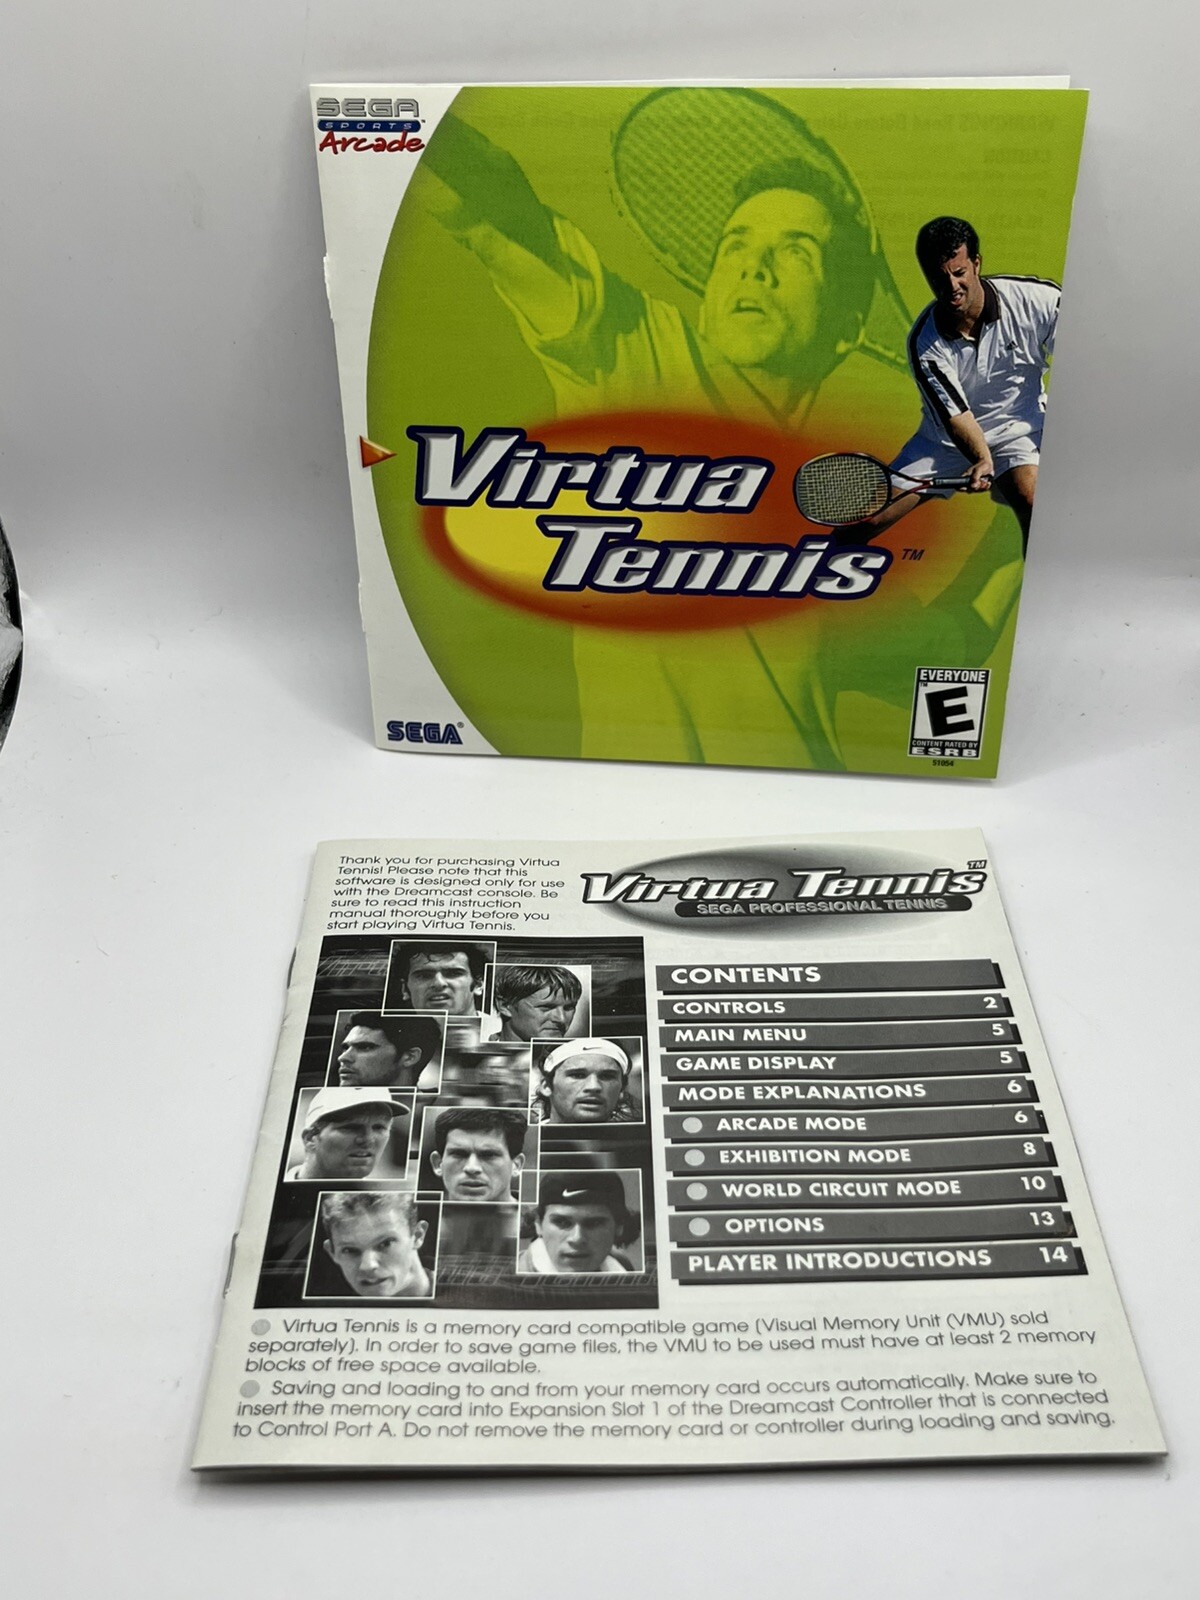 SEGA
SPORTS™
Arcade
Virtua
Tennis™
SEGA®
EVERYONE
E
™
CONTENT RATED BY
ESRB
51054
Thank you for purchasing Virtua
Tennis! Please note that this
software is designed only for use
with the Dreamcast console. Be
sure to read this instruction
manual thoroughly before you
start playing Virtua Tennis.
Virtua Tennis™
SEGA PROFESSIONAL TENNIS
CONTENTS
CONTROLS 2
MAIN MENU 5
GAME DISPLAY 5
MODE EXPLANATIONS 6
ARCADE MODE 6
EXHIBITION MODE 8
WORLD CIRCUIT MODE 10
OPTIONS 13
PLAYER INTRODUCTIONS 14
Virtua Tennis is a memory card compatible game (Visual Memory Unit (VMU) sold
separately). In order to save game files, the VMU to be used must have at least 2 memory
blocks of free space available.
Saving and loading to and from your memory card occurs automatically. Make sure to
insert the memory card into Expansion Slot 1 of the Dreamcast Controller that is connected
to Control Port A. Do not remove the memory card or controller during loading and saving.